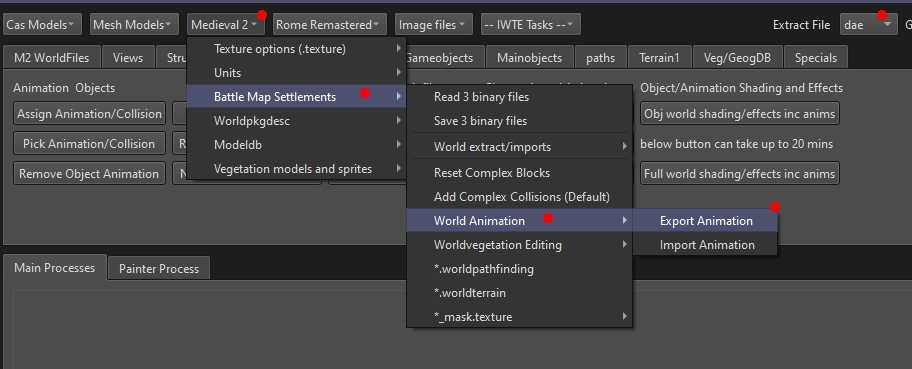 Cas Models Mesh Models Medieval 2 Rome Remastered Image files -- IWTE Tasks -- Extract File dae
M2 WorldFiles Views Gameobjects Mainobjects paths Terrain1 Veg/GeogDB Specials
Texture options (.texture)
Units
Battle Map Settlements
Worldpkgdesc
Modeldb
Vegetation models and sprites
Read 3 binary files
Save 3 binary files
World extract/imports
Reset Complex Blocks
Add Complex Collisions (Default)
World Animation
Worldvegetation Editing
*.worldpathfinding
*.worldterrain
*_mask.texture
Export Animation
Import Animation
Animation Objects
Assign Animation/Collision
Pick Animation/Collision
Remove Object Animation
Object/Animation Shading and Effects
Obj world shading/effects inc anims
below button can take up to 20 mins
Full world shading/effects inc anims
Main Processes Painter Process